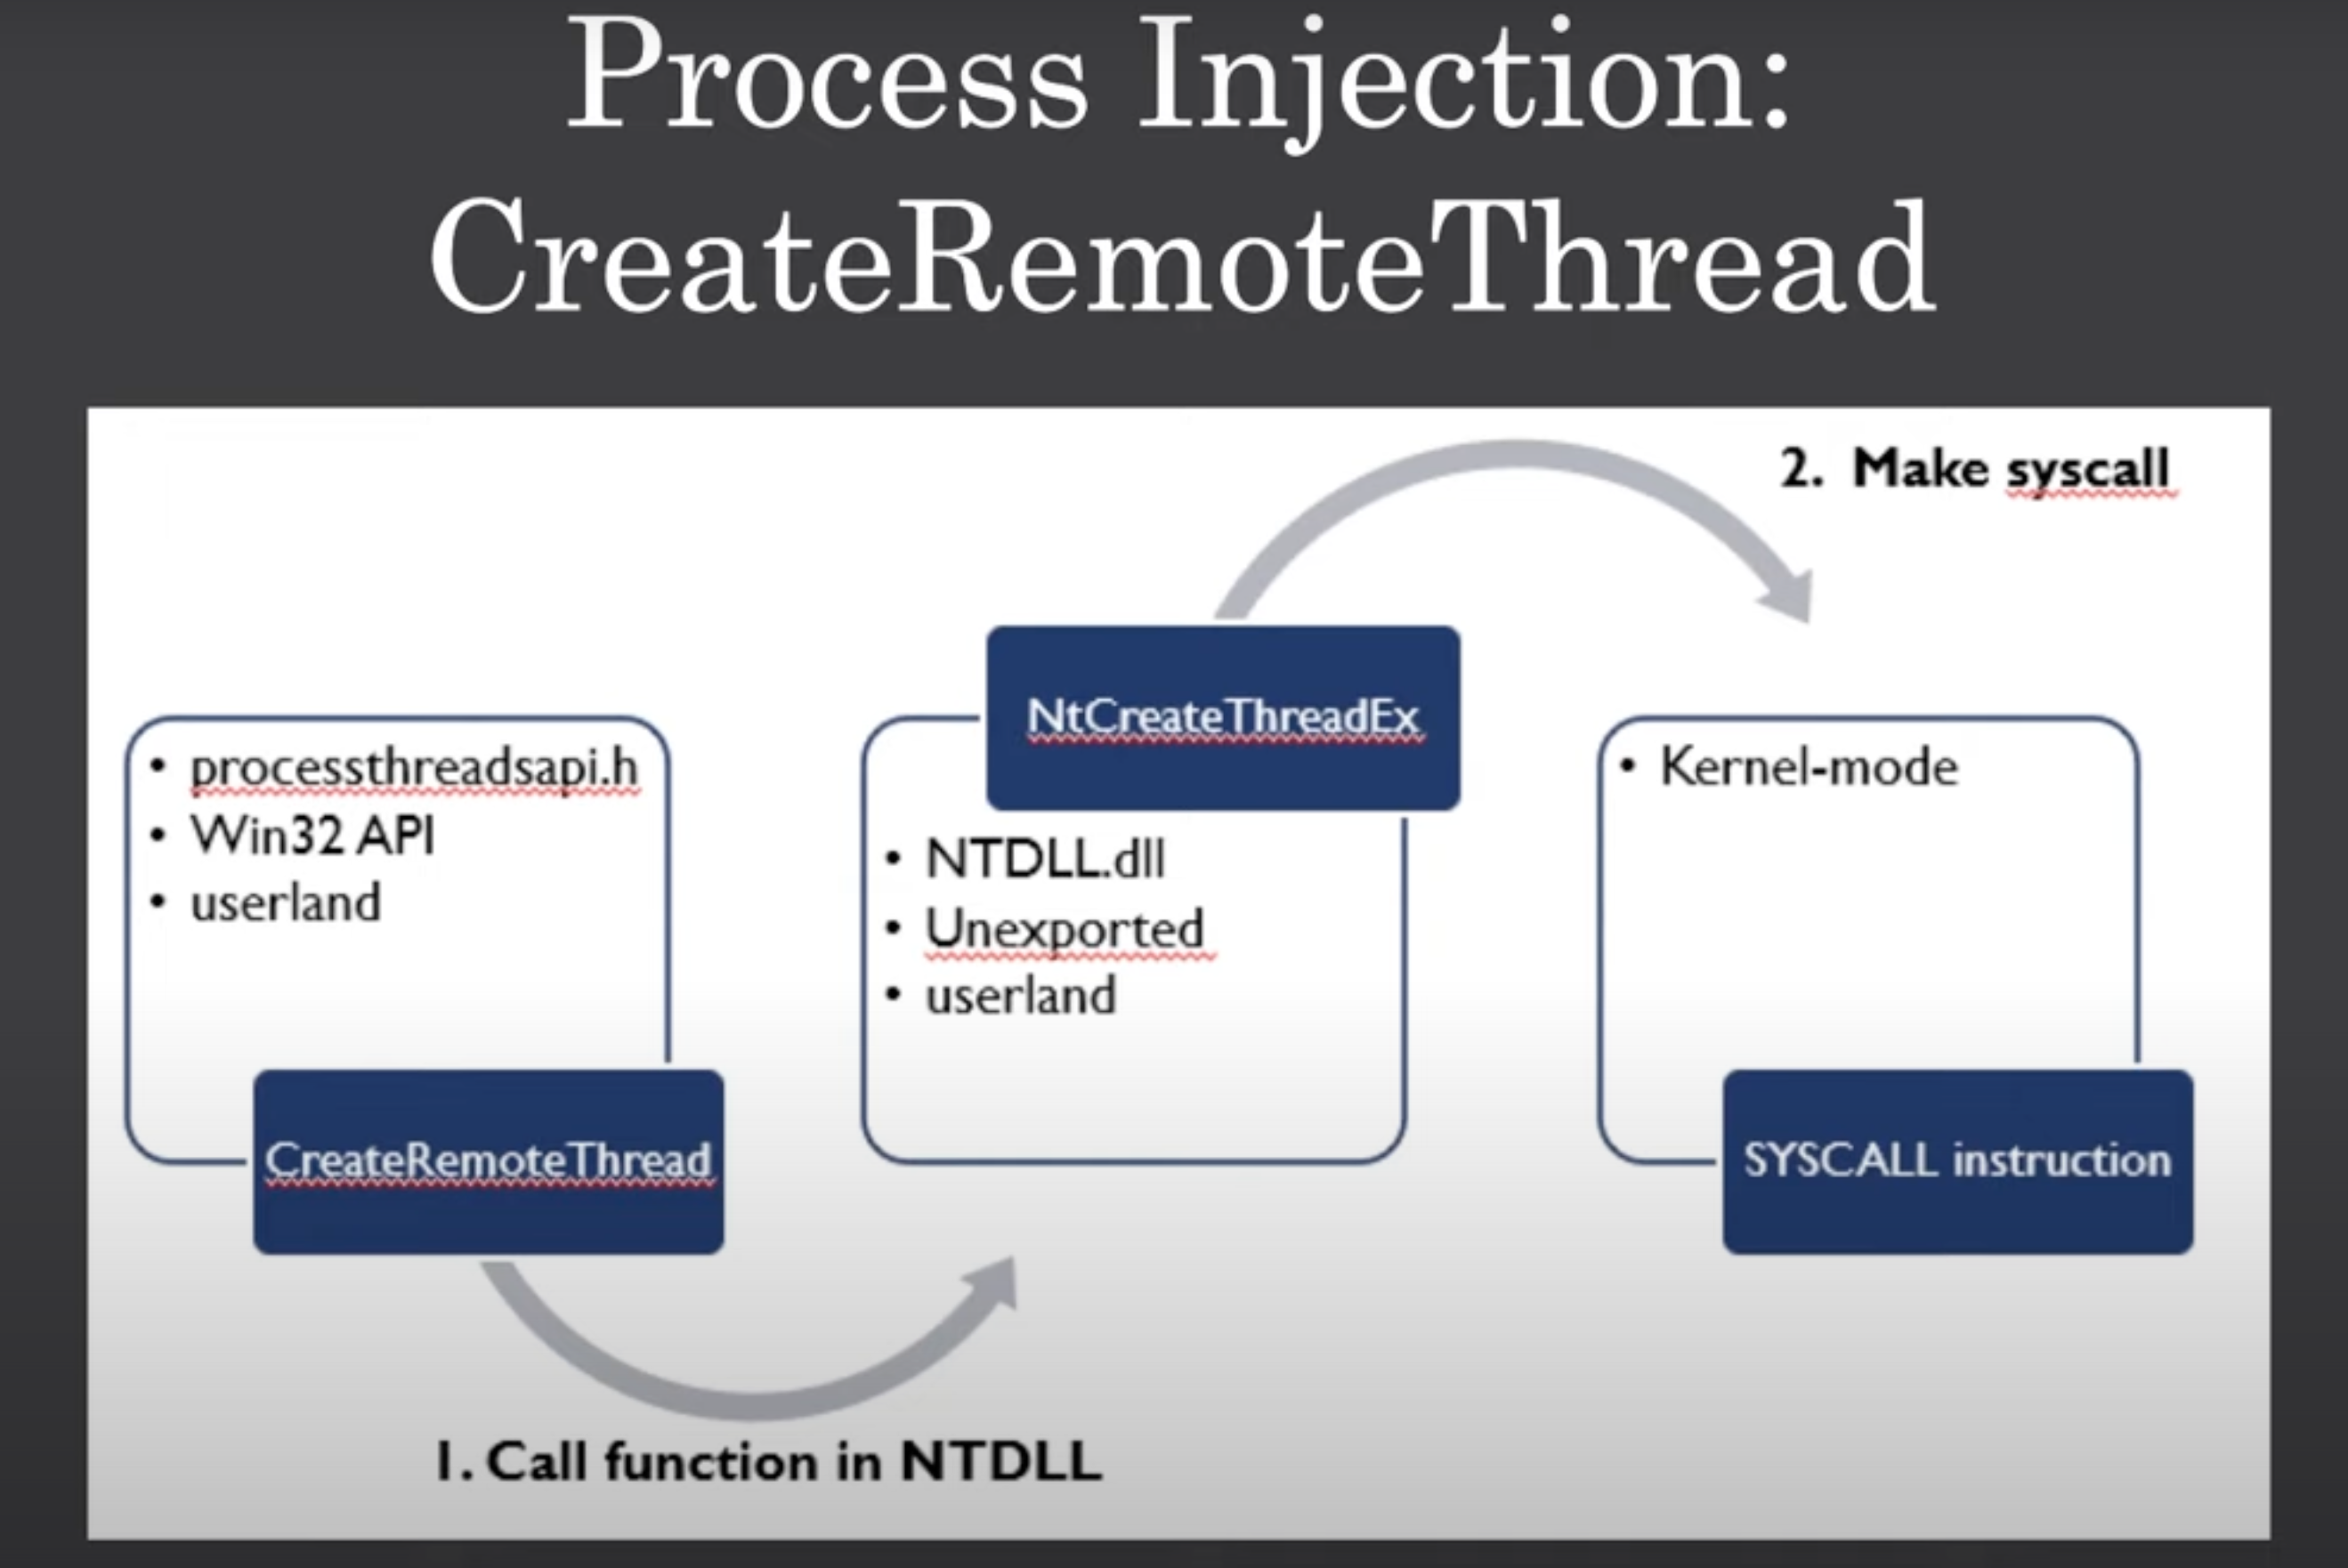 Process Injection:
CreateRemoteThread
2. Make syscall
• processthreadsapi.h
• Win32 API
• userland
CreateRemoteThread
1. Call function in NTDLL
NtCreateThreadEx
• NTDLL.dll
• Unexported
• userland
• Kernel-mode
SYSCALL instruction